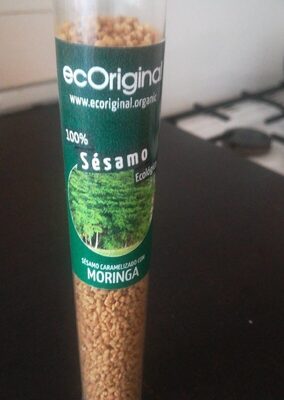 ecOriginal
www.ecoriginal.organic
100%
Sésamo
Ecológico
SÉSAMO CARAMELIZADO CON
MORINGA